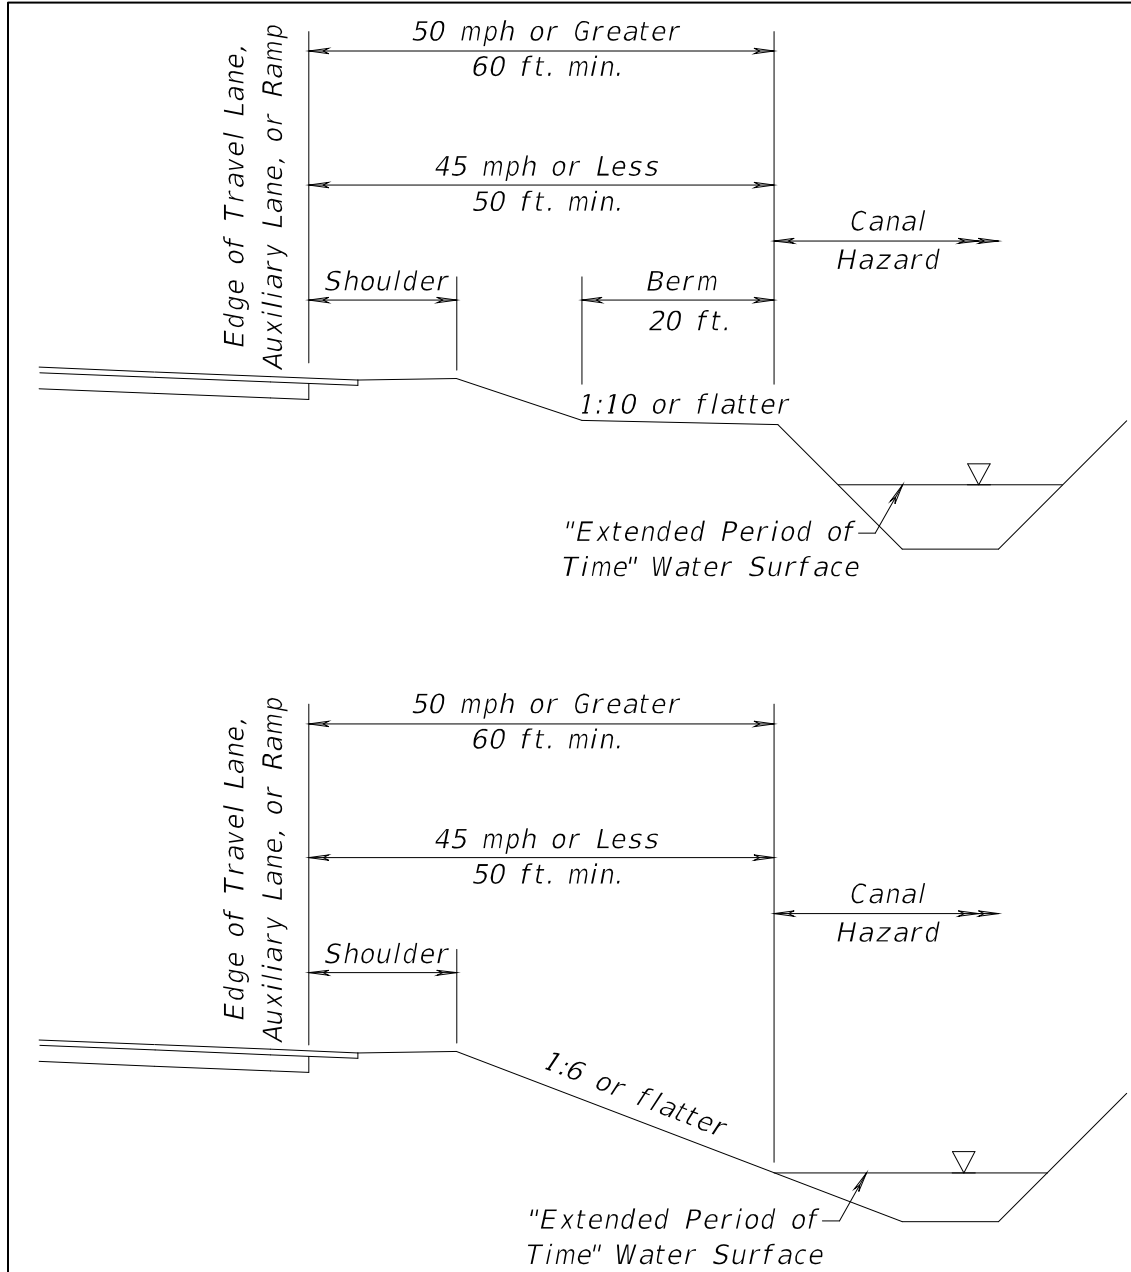 50 mph or Greater
60 ft. min.
Edge of Travel Lane,
Auxiliary Lane, or Ramp
45 mph or Less
50 ft. min.
Canal
Hazard
Shoulder
Berm
20 ft.
1:10 or flatter
"Extended Period of
Time" Water Surface
50 mph or Greater
60 ft. min.
Edge of Travel Lane,
Auxiliary Lane, or Ramp
45 mph or Less
50 ft. min.
Canal
Hazard
Shoulder
1:6 or flatter
"Extended Period of
Time" Water Surface